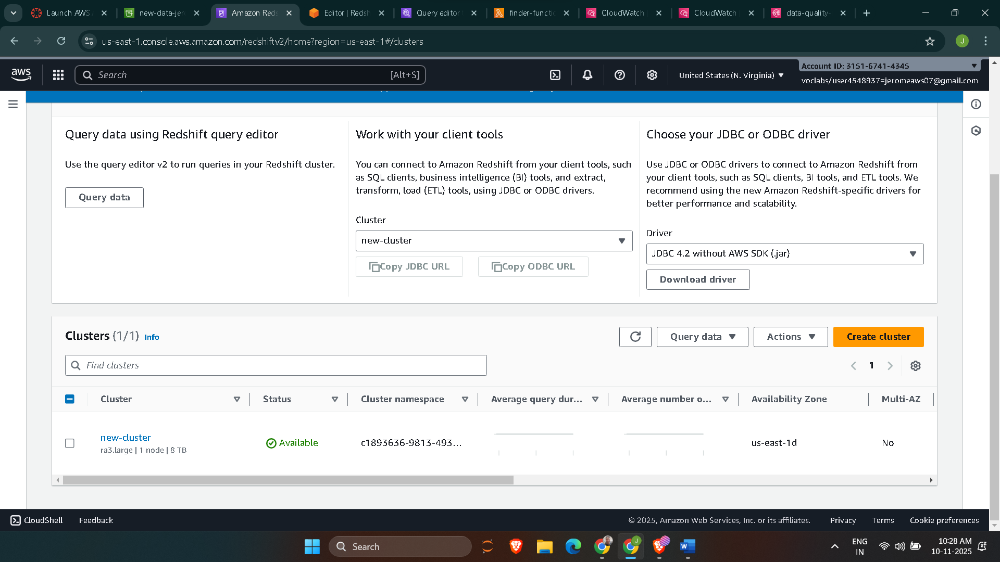 Launch AWS
new-data-jer
Amazon Reds
Editor | Redsh
Query editor
finder-functio
CloudWatch
CloudWatch
data-quality-
us-east-1.console.aws.amazon.com/redshiftv2/home?region=us-east-1#/clusters
J
aws
Search
[Alt+S]
United States (N. Virginia)
Account ID: 3151-6741-4345
voclabs/user4548937=jeromeaws07@gmail.com
Query data using Redshift query editor
Use the query editor v2 to run queries in your Redshift cluster.
Query data
Work with your client tools
You can connect to Amazon Redshift from your client tools, such
as SQL clients, business intelligence (BI) tools, and extract,
transform, load (ETL) tools, using JDBC or ODBC drivers.
Cluster
new-cluster
Copy JDBC URL
Copy ODBC URL
Choose your JDBC or ODBC driver
Use JDBC or ODBC drivers to connect to Amazon Redshift from
your client tools, such as SQL clients, BI tools, and ETL tools. We
recommend using the new Amazon Redshift-specific drivers for
better performance and scalability.
Driver
JDBC 4.2 without AWS SDK (.jar)
Download driver
Clusters (1/1) Info
Query data
Actions
Create cluster
Find clusters
1
Cluster
Status
Cluster namespace
Average query dur...
Average number o...
Availability Zone
Multi-AZ
new-cluster
ra3.large | 1 node | 8 TB
Available
c1893636-9813-493...
us-east-1d
No
CloudShell
Feedback
© 2025, Amazon Web Services, Inc. or its affiliates.
Privacy
Terms
Cookie preferences
Search
J
W
ENG
IN
10:28 AM
10-11-2025